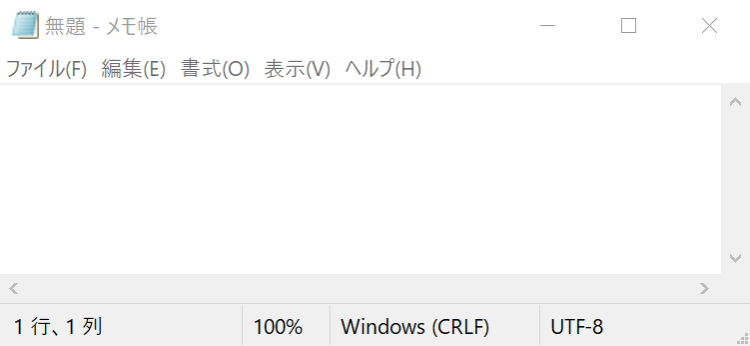 無題 - メモ帳
ファイル(F) 編集(E) 書式(O) 表示(V) ヘルプ(H)
1 行、1 列 100% Windows (CRLF) UTF-8